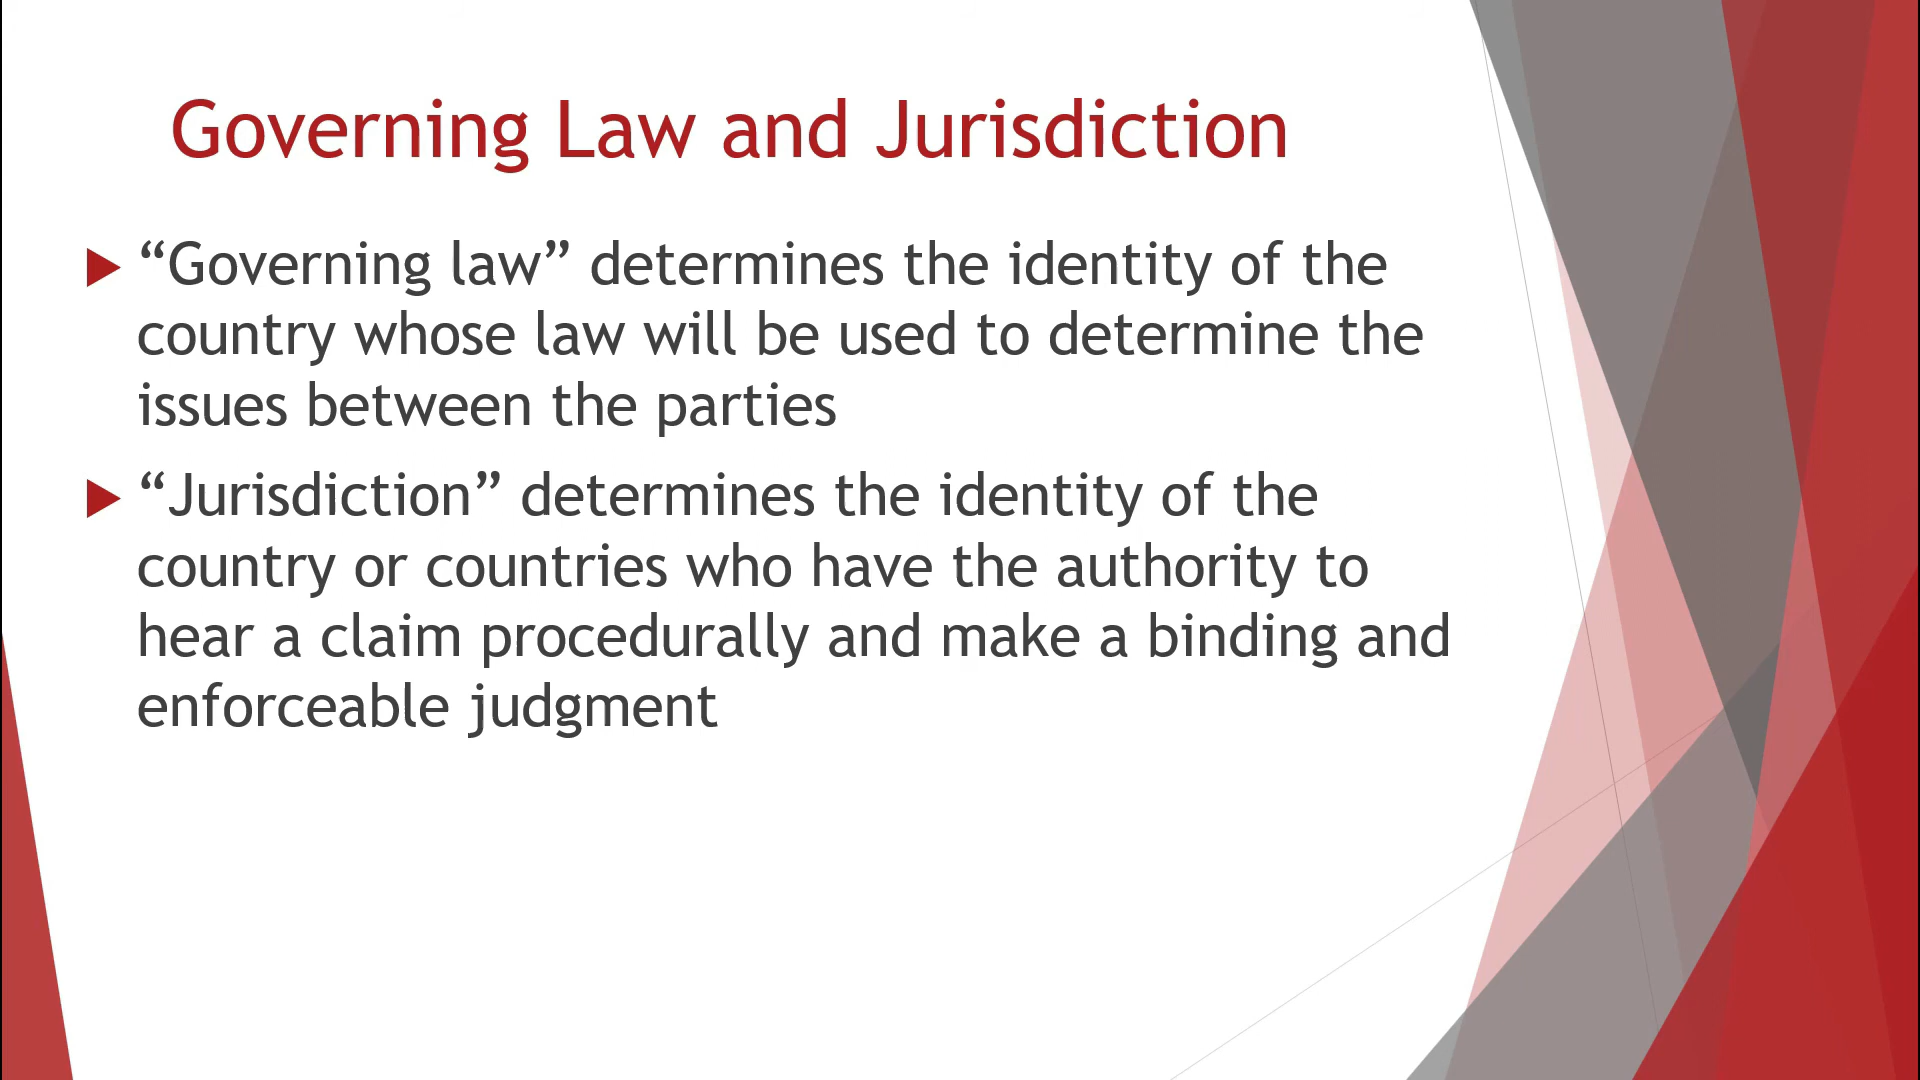 Governing Law and Jurisdiction
“Governing law” determines the identity of the
country whose law will be used to determine the
issues between the parties
“Jurisdiction” determines the identity of the
country or countries who have the authority to
hear a claim procedurally and make a binding and
enforceable judgment